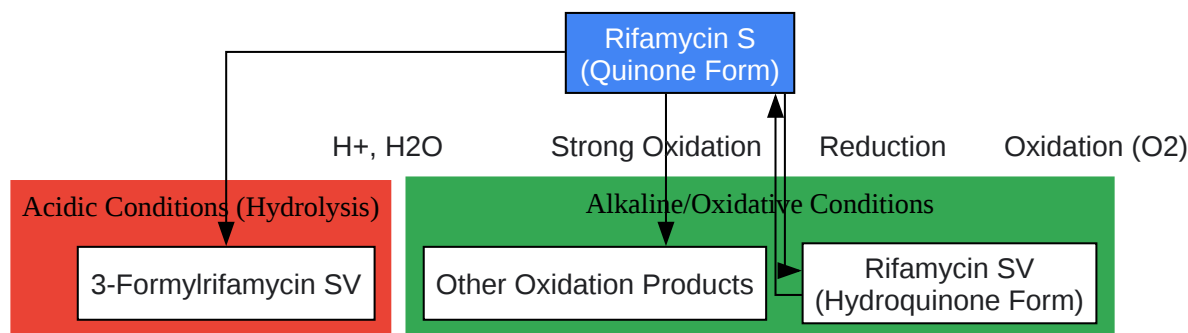 Rifamycin S
(Quinone Form)
H+, H2O
Strong Oxidation
Reduction
Oxidation (O2)
Acidic Conditions (Hydrolysis)
Alkaline/Oxidative Conditions
3-Formylrifamycin SV
Other Oxidation Products
Rifamycin SV
(Hydroquinone Form)